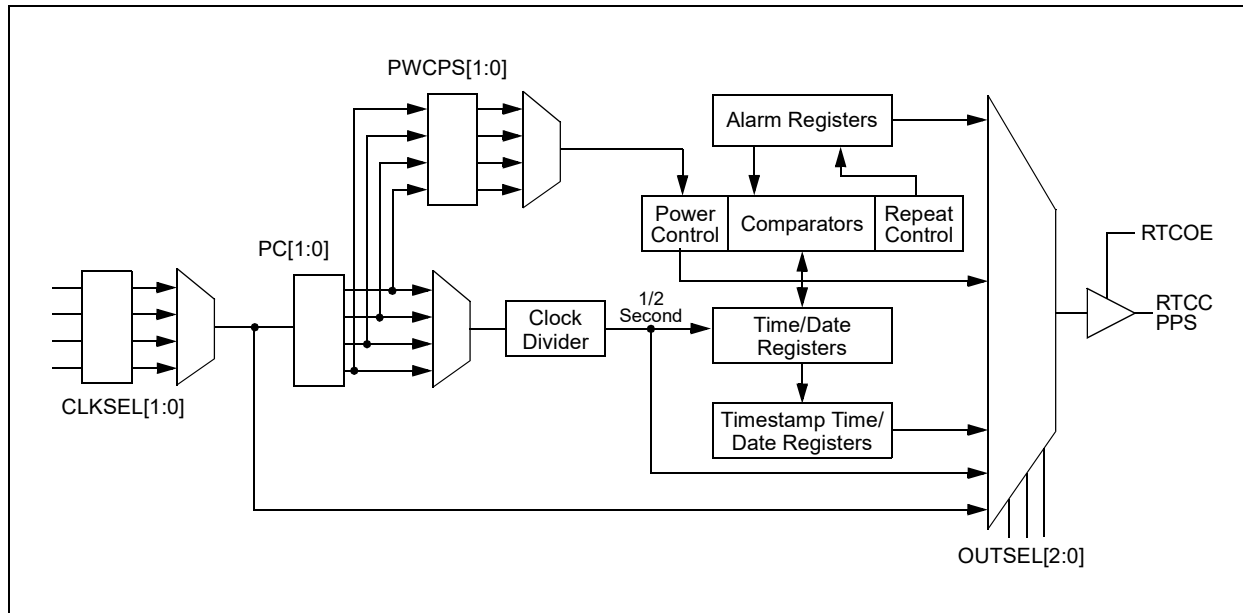 PWCPS[1:0]
Alarm Registers
Power
Control
Comparators
Repeat
Control
RTCOE
PC[1:0]
1/2
Second
RTCC
PPS
Clock
Divider
Time/Date
Registers
CLKSEL[1:0]
Timestamp Time/
Date Registers
OUTSEL[2:0]